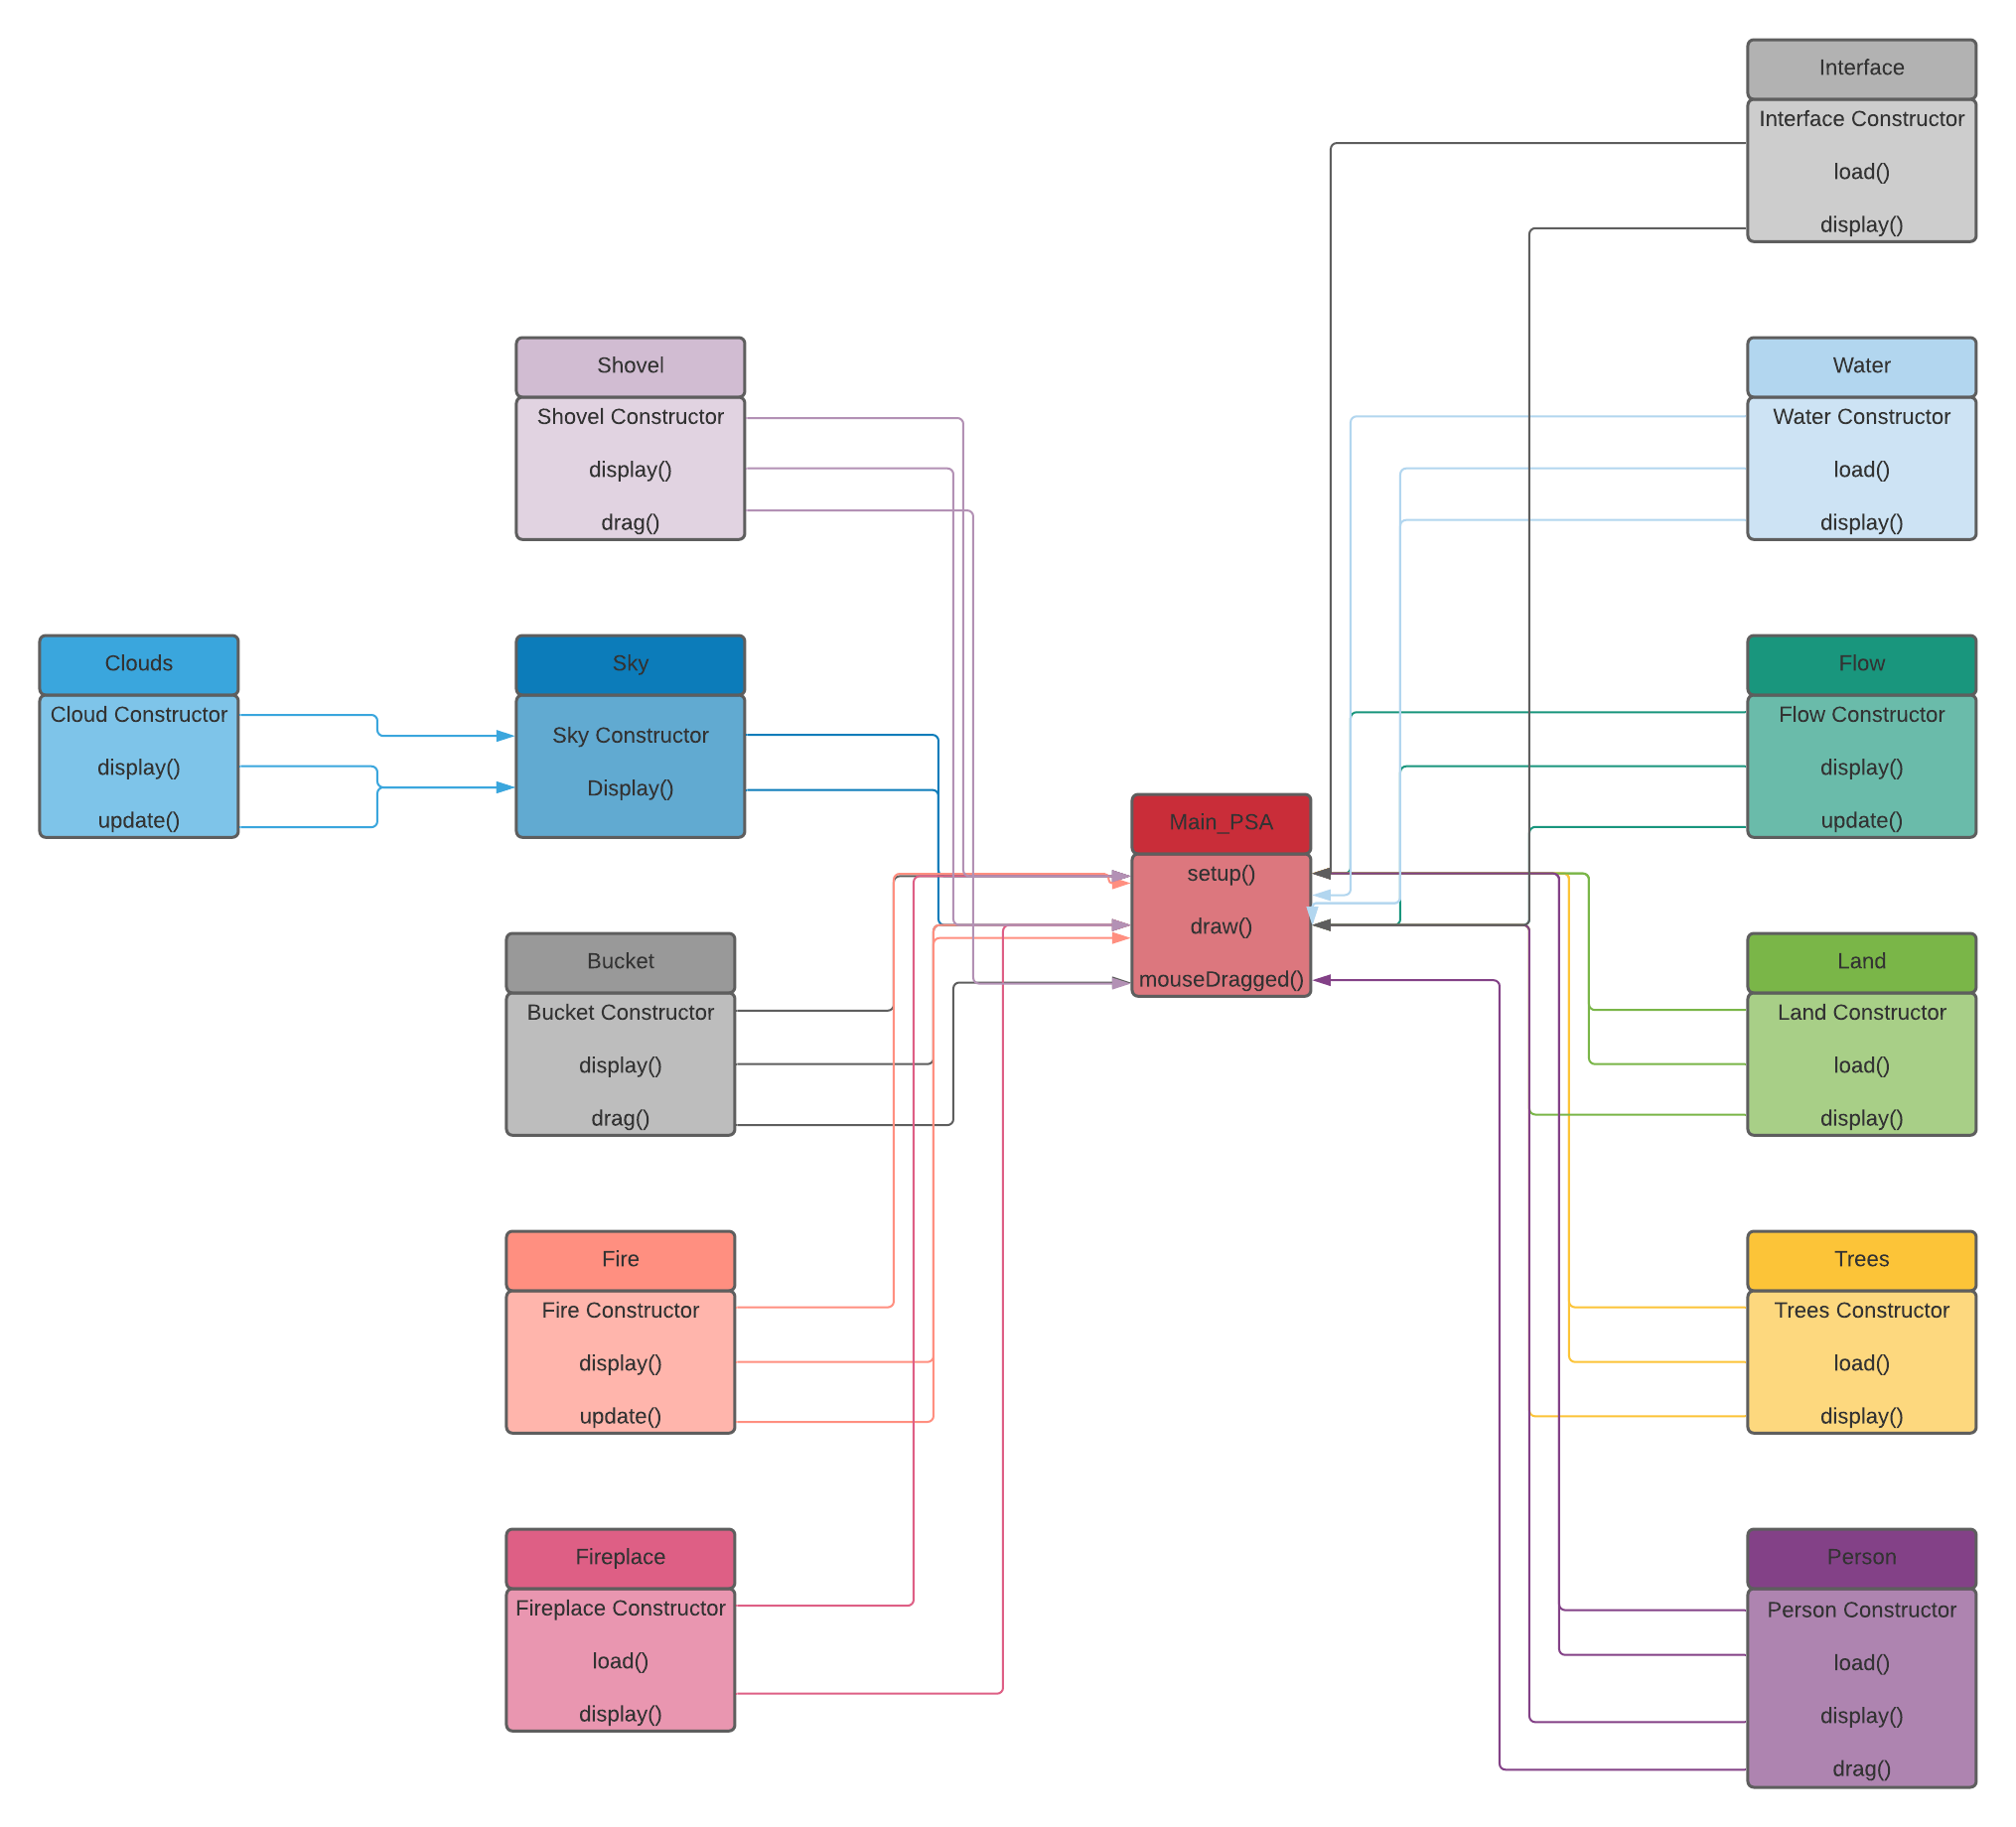 Interface
Interface Constructor
load()
display()
Shovel
Shovel Constructor
display()
drag()
Water
Water Constructor
load()
display()
Clouds
Cloud Constructor
display()
update()
Sky
Sky Constructor
Display()
Flow
Flow Constructor
display()
update()
Main_PSA
setup()
draw()
mouseDragged()
Bucket
Bucket Constructor
display()
drag()
Land
Land Constructor
load()
display()
Fire
Fire Constructor
display()
update()
Trees
Trees Constructor
load()
display()
Fireplace
Fireplace Constructor
load()
display()
Person
Person Constructor
load()
display()
drag()